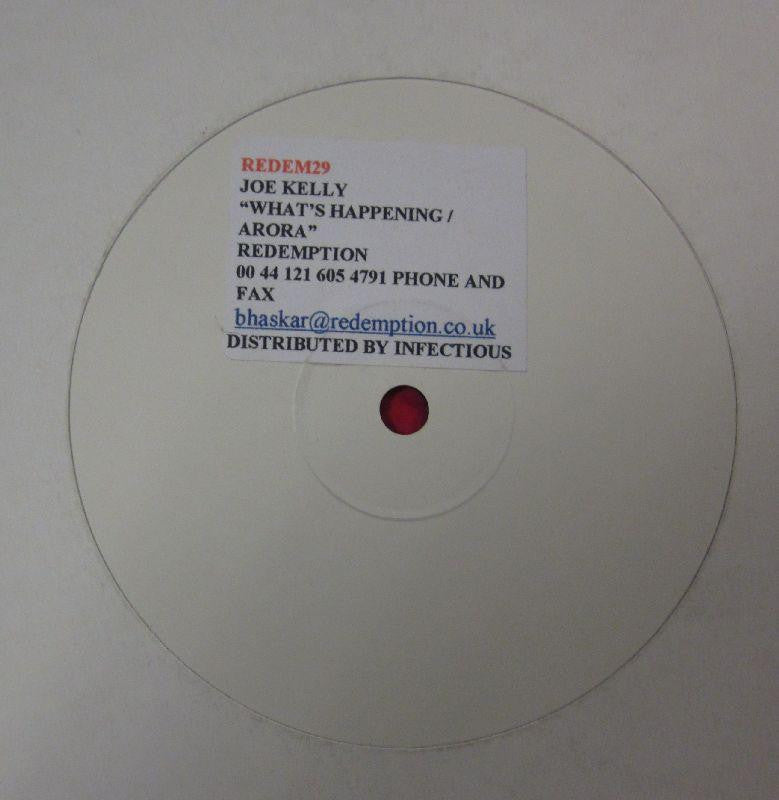 REDEM29
JOE KELLY
“WHAT’S HAPPENING /
ARORA”
REDEMPTION
00 44 121 605 4791 PHONE AND
FAX
bhaskar@redemption.co.uk
DISTRIBUTED BY INFECTIOUS